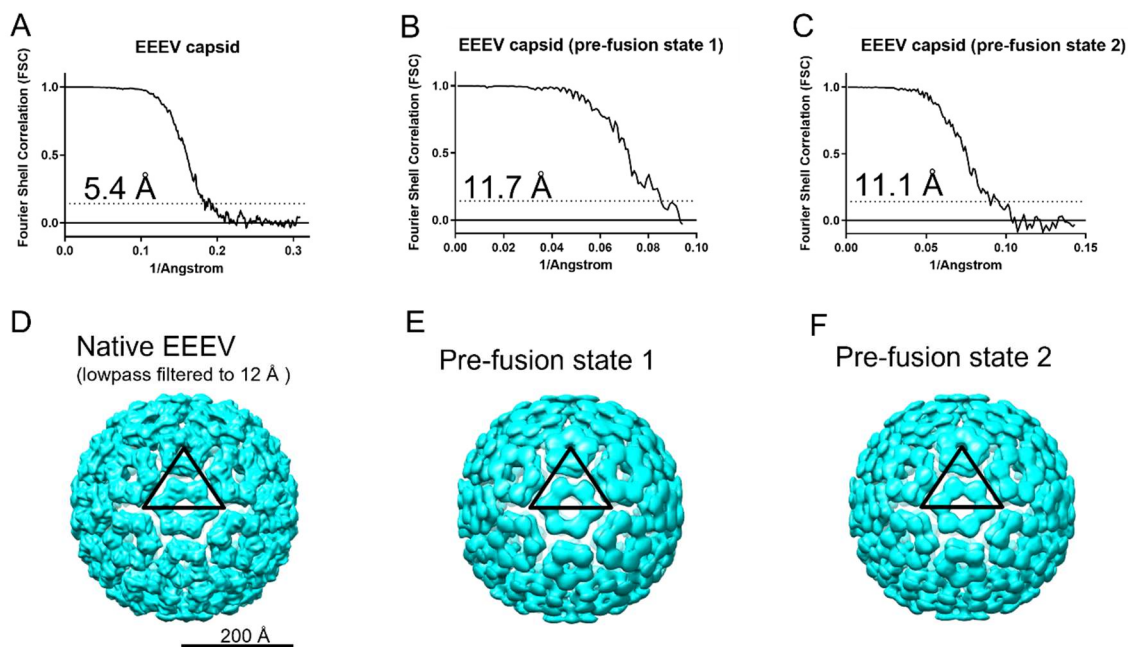 A
EEEV capsid
Fourier Shell Correlation (FSC)
1.0
0.5
0.0
5.4 Å
0.0
0.1
0.2
0.3
1/Angstrom
B
EEEV capsid (pre-fusion state 1)
Fourier Shell Correlation (FSC)
1.0
0.5
0.0
11.7 Å
0.00
0.02
0.04
0.06
0.08
0.10
1/Angstrom
C
EEEV capsid (pre-fusion state 2)
Fourier Shell Correlation (FSC)
1.0
0.5
0.0
11.1 Å
0.00
0.05
0.10
0.15
1/Angstrom
D
Native EEEV
(lowpass filtered to 12 Å )
200 Å
E
Pre-fusion state 1
F
Pre-fusion state 2